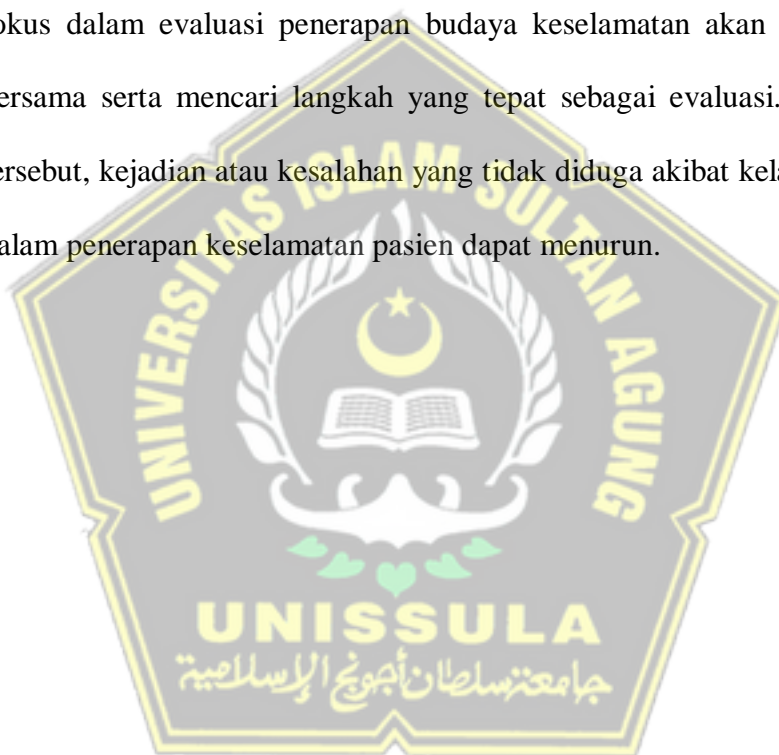 okus dalam evaluasi penerapan budaya keselamatan akan
ersama serta mencari langkah yang tepat sebagai evaluasi.
ersebut, kejadian atau kesalahan yang tidak diduga akibat kela
alam penerapan keselamatan pasien dapat menurun.
UNIVERSITAS ISLAM SULTAN AGUNG
UNISSULA
جامعة سلطان أجونج الإسلامية